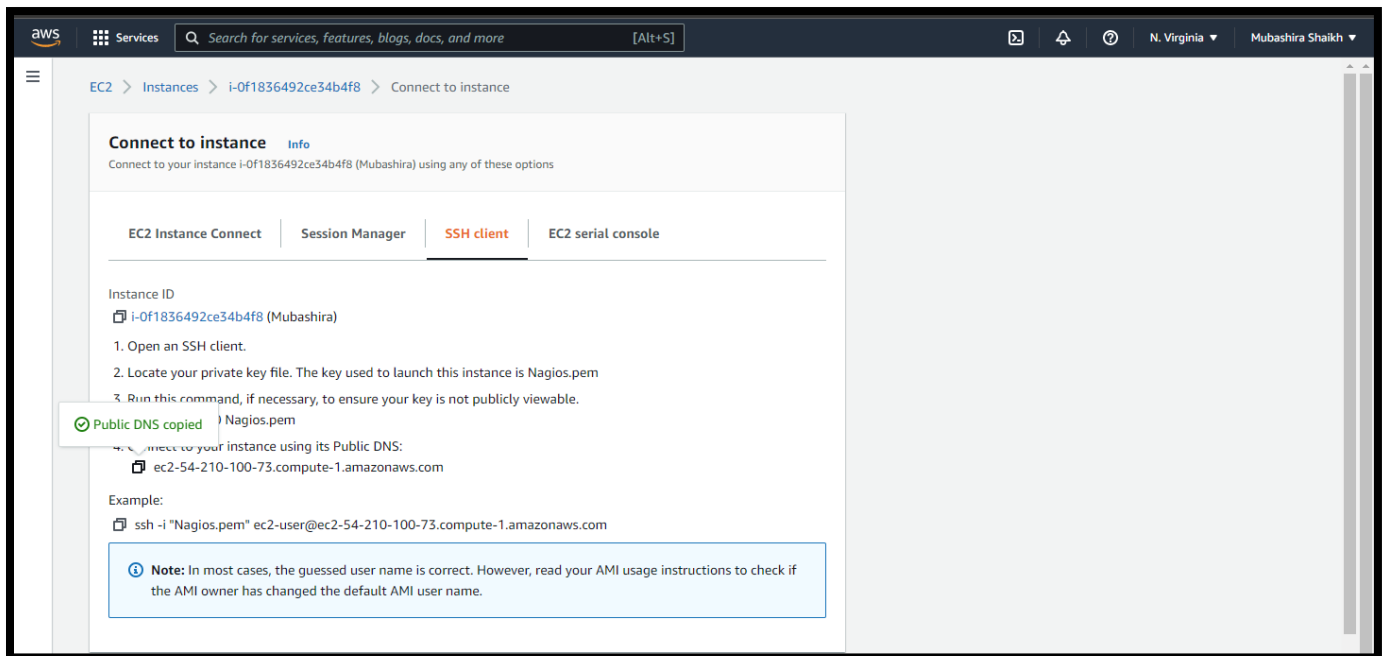 aws Services Search for services, features, blogs, docs, and more [Alt+S] N. Virginia ▼ Mubashira Shaikh ▼
EC2 > Instances > i-0f1836492ce34b4f8 > Connect to instance
Connect to instance Info
Connect to your instance i-0f1836492ce34b4f8 (Mubashira) using any of these options
EC2 Instance Connect Session Manager SSH client EC2 serial console
Instance ID
i-0f1836492ce34b4f8 (Mubashira)
1. Open an SSH client.
2. Locate your private key file. The key used to launch this instance is Nagios.pem
3. Run this command, if necessary, to ensure your key is not publicly viewable.
Public DNS copied
Nagios.pem
4. Connect to your instance using its Public DNS:
ec2-54-210-100-73.compute-1.amazonaws.com
Example:
ssh -i "Nagios.pem" ec2-user@ec2-54-210-100-73.compute-1.amazonaws.com
Note: In most cases, the guessed user name is correct. However, read your AMI usage instructions to check if
the AMI owner has changed the default AMI user name.